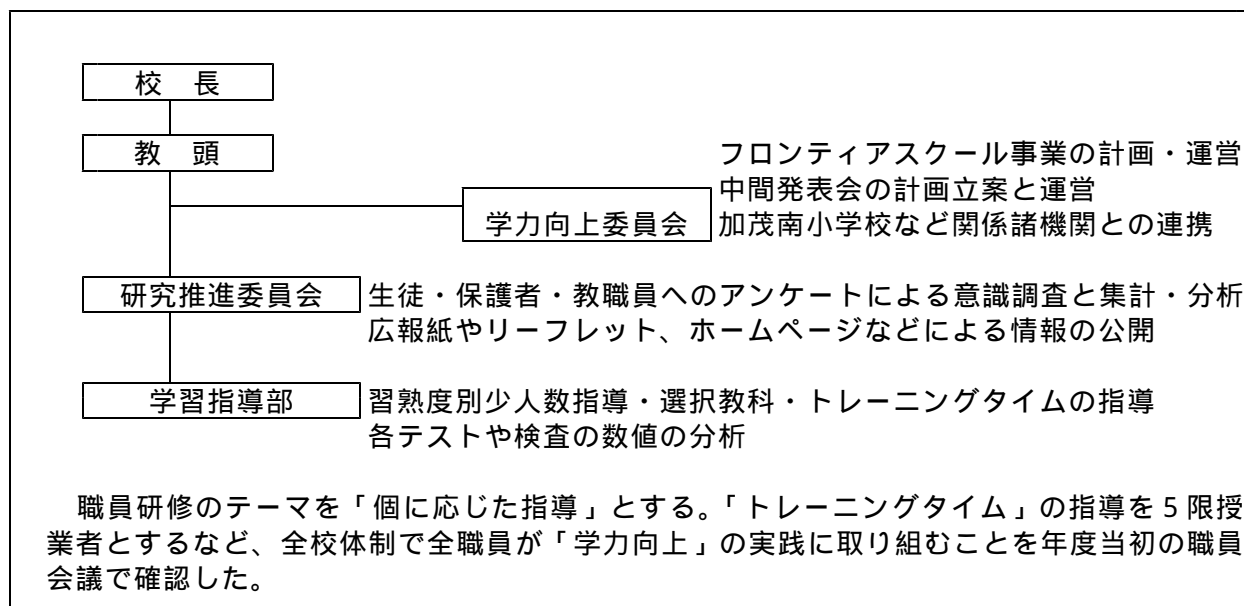 校 長
教 頭
フロンティアスクール事業の計画・運営
中間発表会の計画立案と運営
学力向上委員会 加茂南小学校など関係諸機関との連携
研究推進委員会 生徒・保護者・教職員へのアンケートによる意識調査と集計・分析
広報紙やリーフレット、ホームページなどによる情報の公開
学習指導部 習熟度別少人数指導・選択教科・トレーニングタイムの指導
各テストや検査の数値の分析
職員研修のテーマを「個に応じた指導」とする。「トレーニングタイム」の指導を5限授
業者とするなど、全校体制で全職員が「学力向上」の実践に取り組むことを年度当初の職員
会議で確認した。